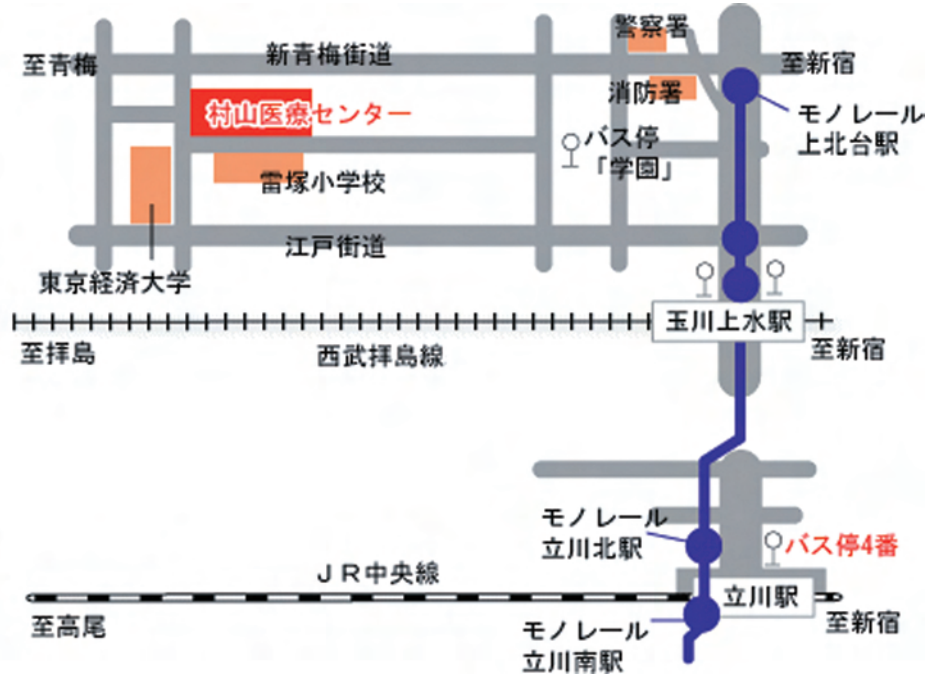 警察署
至青梅
新青梅街道
至新宿
消防署
村山医療センター
モノレール
上北台駅
バス停
「学園」
雷塚小学校
江戸街道
東京経済大学
玉川上水駅
至拝島
西武拝島線
至新宿
モノレール
立川北駅
バス停4番
JR中央線
立川駅
至高尾
至新宿
モノレール
立川南駅